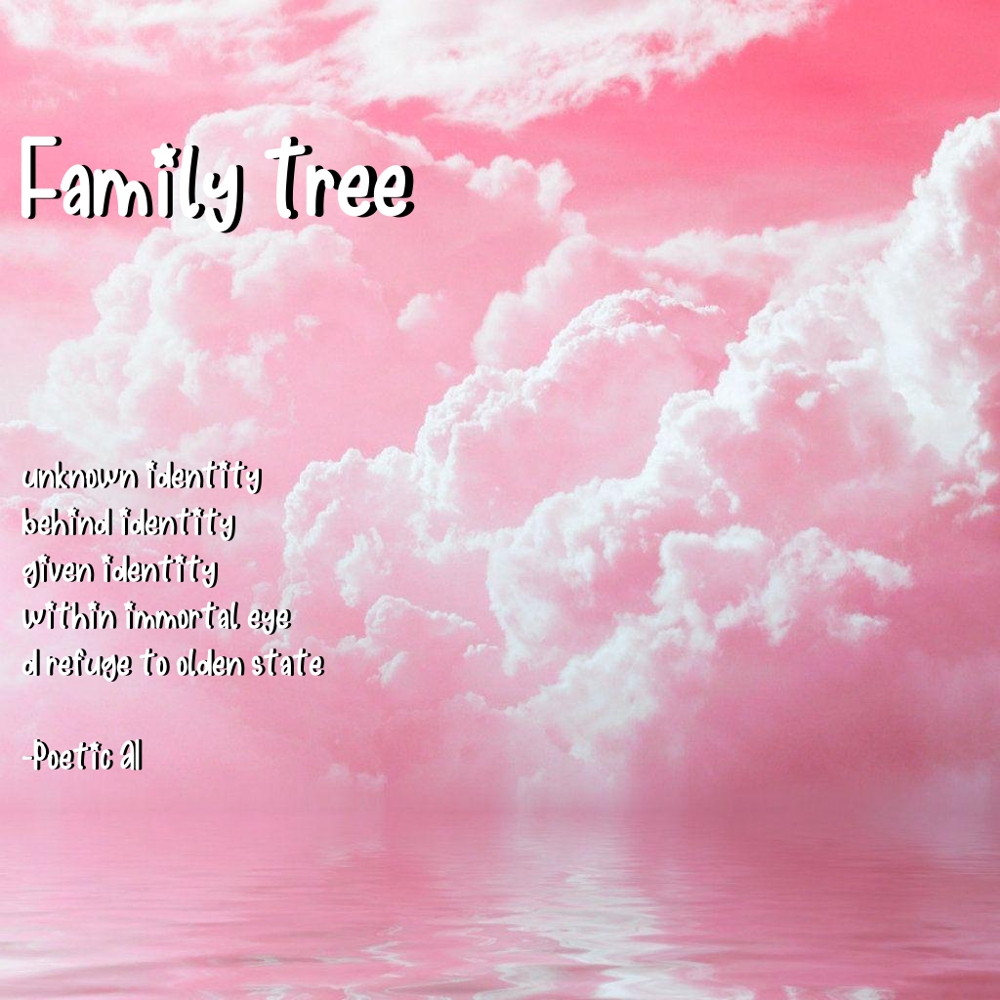 Family tree
unknown identity
behind identity
given identity
within immortal eye
d refuge to olden state
-Poetic Al